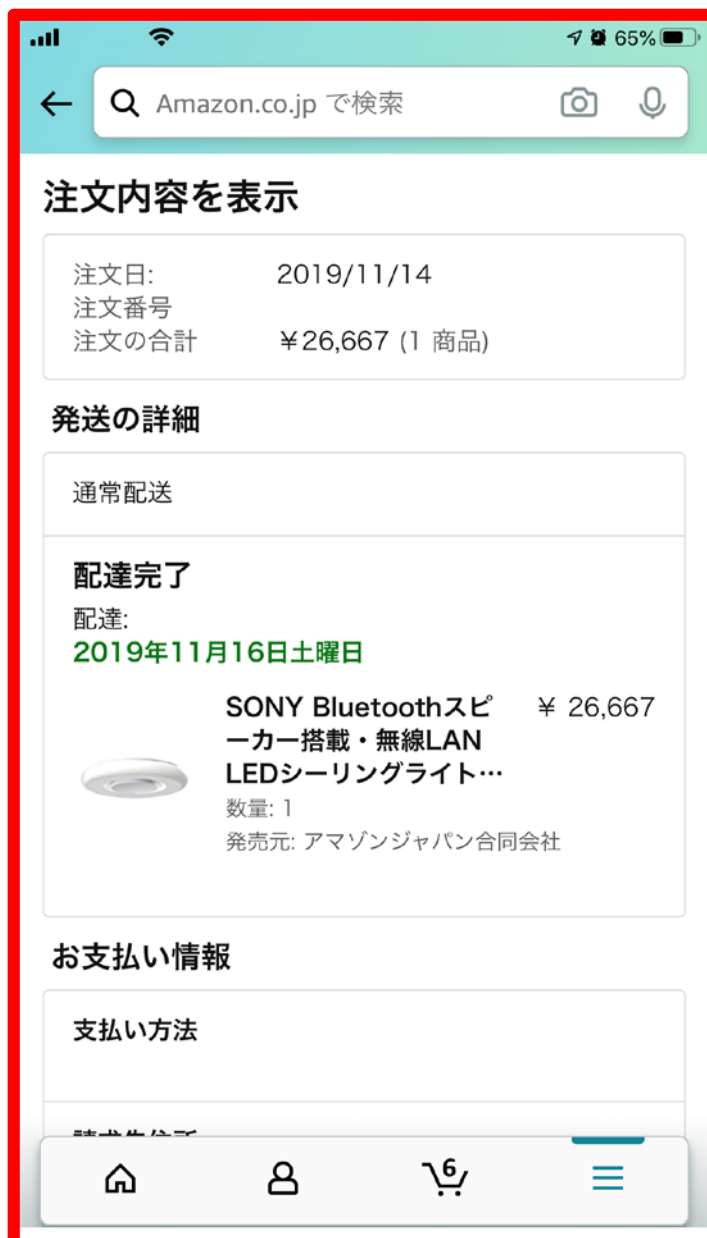 65%
Amazon.co.jp で検索
注文内容を表示
注文日: 2019/11/14
注文番号
注文の合計 ￥26,667 (1 商品)
発送の詳細
通常配送
配達完了
配達:
2019年11月16日土曜日
SONY Bluetoothスピ ￥ 26,667
ーカー搭載・無線LAN
LEDシーリングライト…
数量: 1
発売元: アマゾンジャパン合同会社
お支払い情報
支払い方法
6